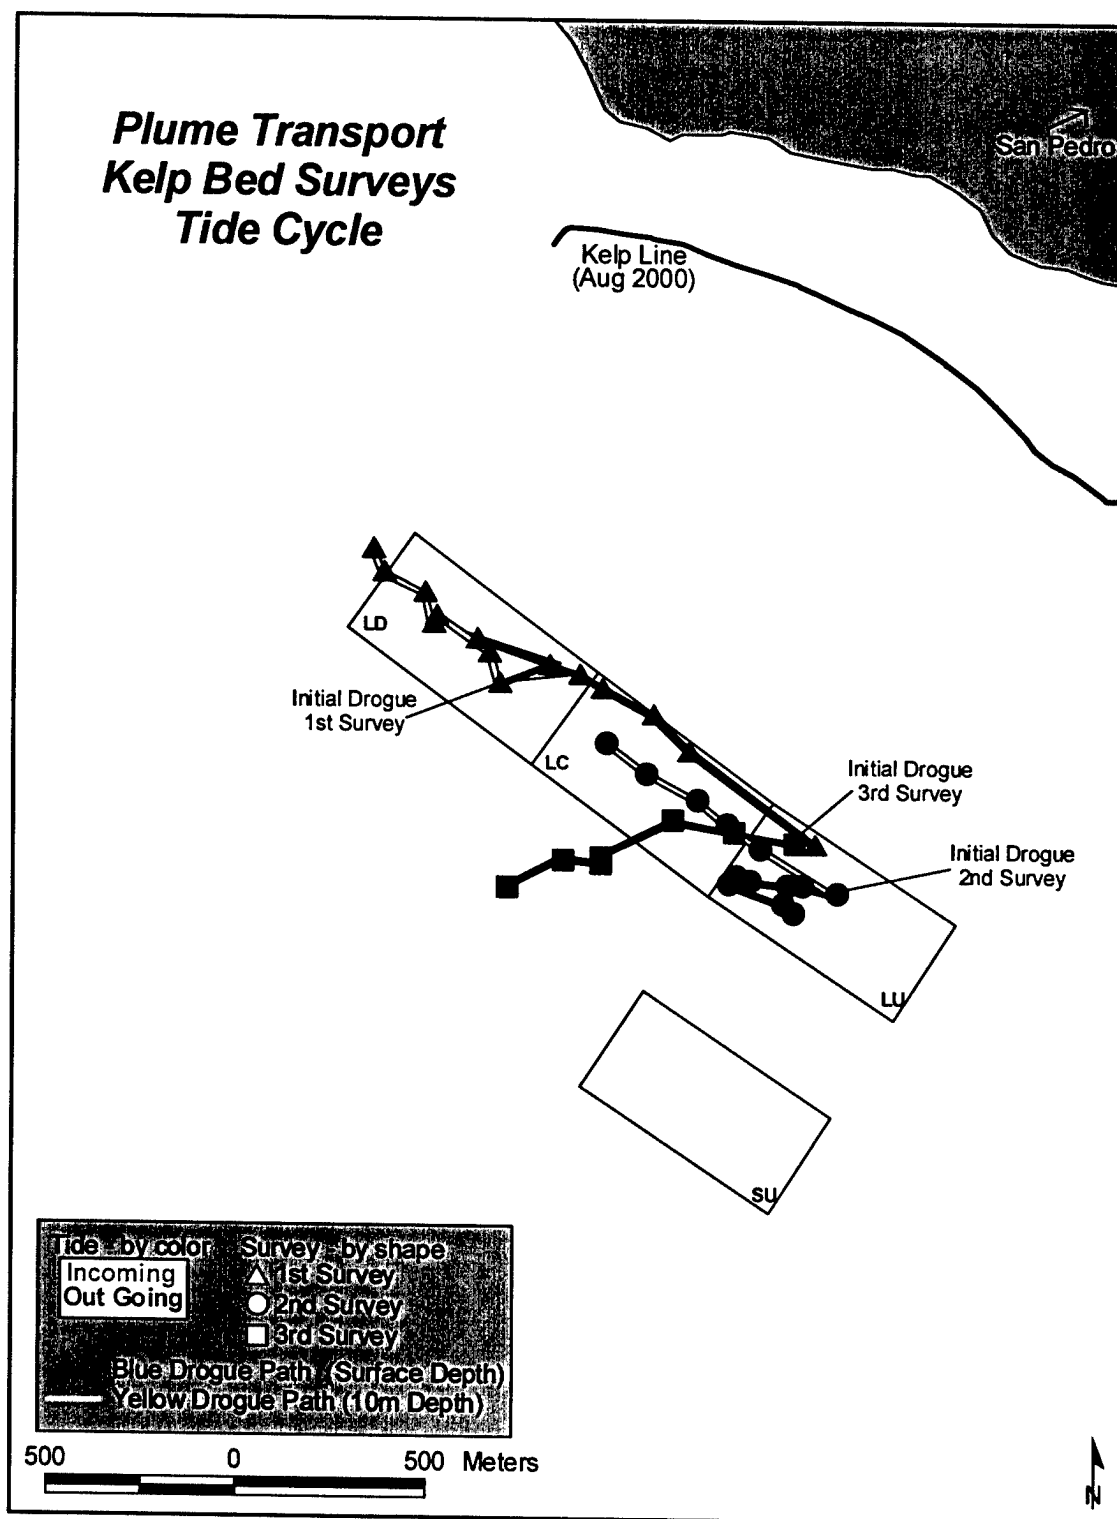 Plume Transport
Kelp Bed Surveys
Tide Cycle
San Pedro
Kelp Line
(Aug 2000)
LD
Initial Drogue
1st Survey
LC
Initial Drogue
3rd Survey
Initial Drogue
2nd Survey
LU
SU
Tide - by color
Incoming
Out Going
Survey - by shape
1st Survey
2nd Survey
3rd Survey
Blue Drogue Path (Surface Depth)
Yellow Drogue Path (10m Depth)
500 0 500 Meters
N